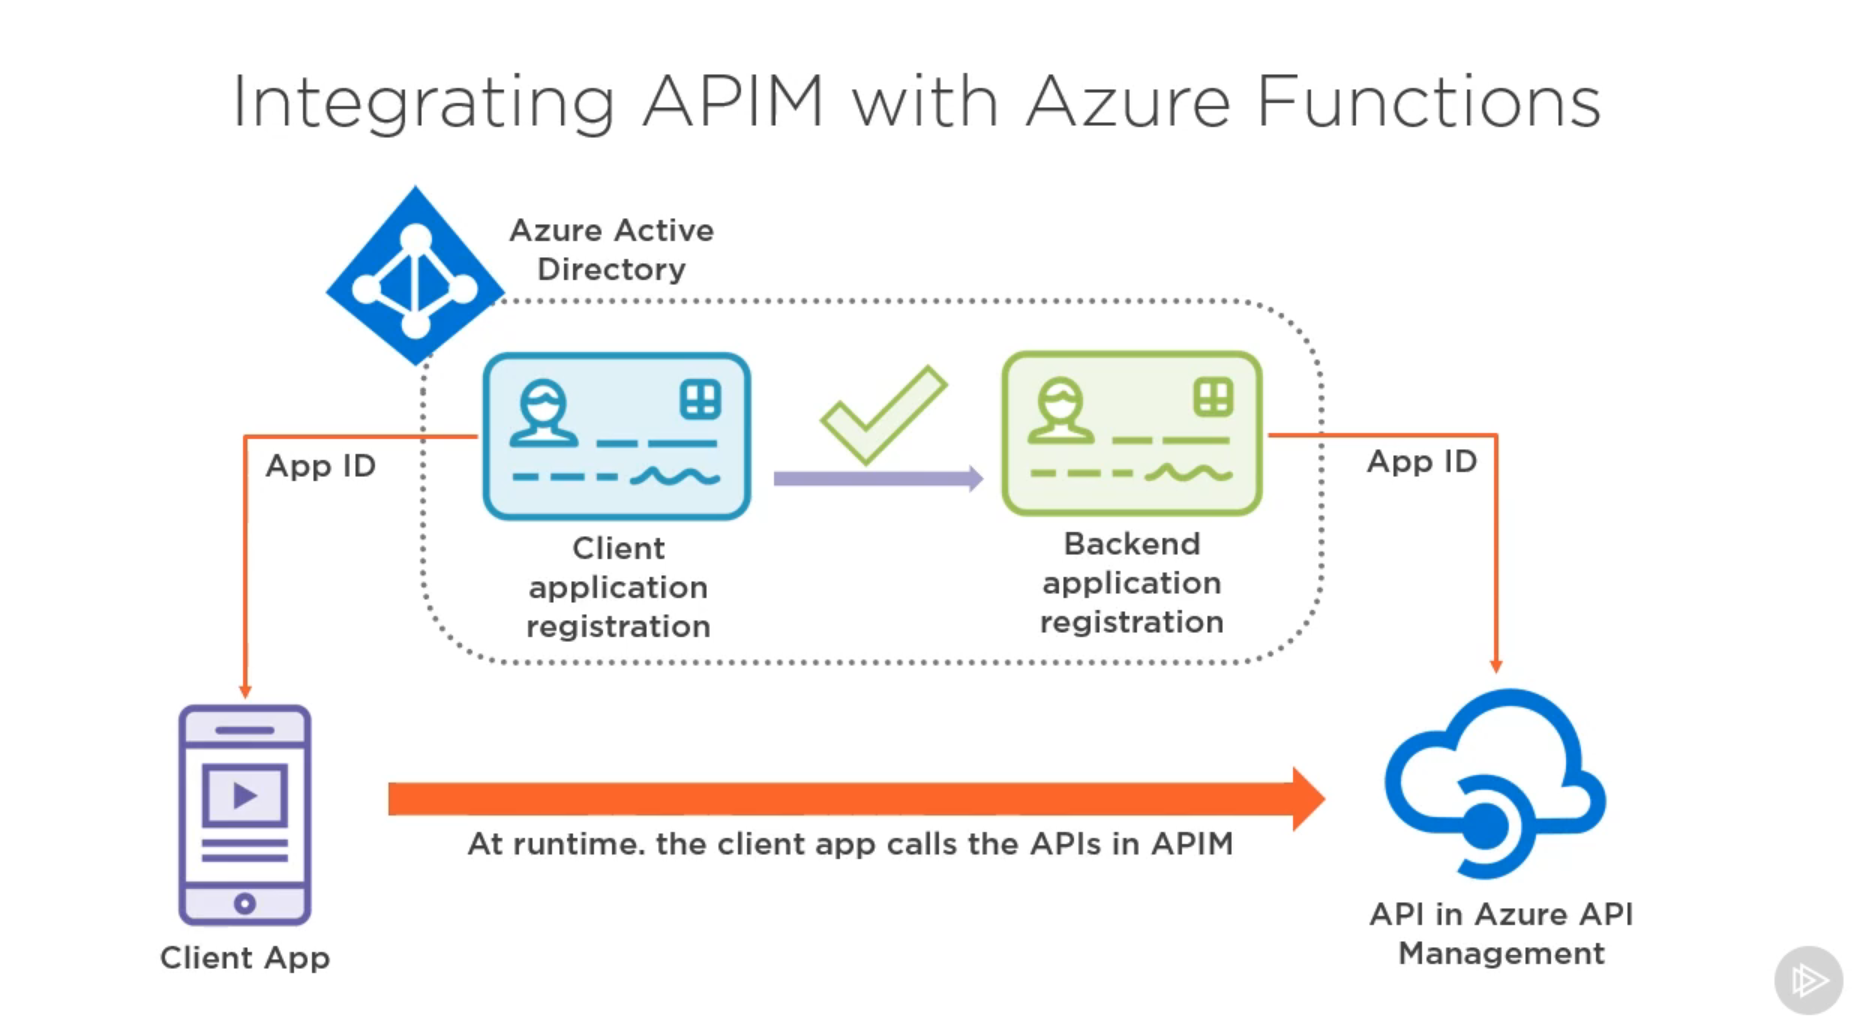 Integrating APIM with Azure Functions
Azure Active
Directory
App ID
App ID
Client
application
registration
Backend
application
registration
At runtime. the client app calls the APIs in APIM
Client App
API in Azure API
Management